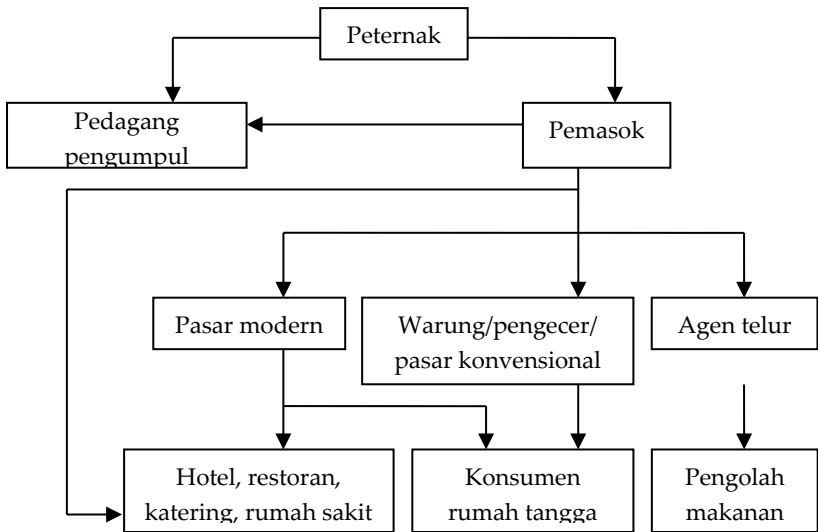 Peternak
Pedagang
pengumpul
Pemasok
Pasar modern
Warung/pengecer/
pasar konvensional
Agen telur
Hotel, restoran,
katering, rumah sakit
Konsumen
rumah tangga
Pengolah
makanan